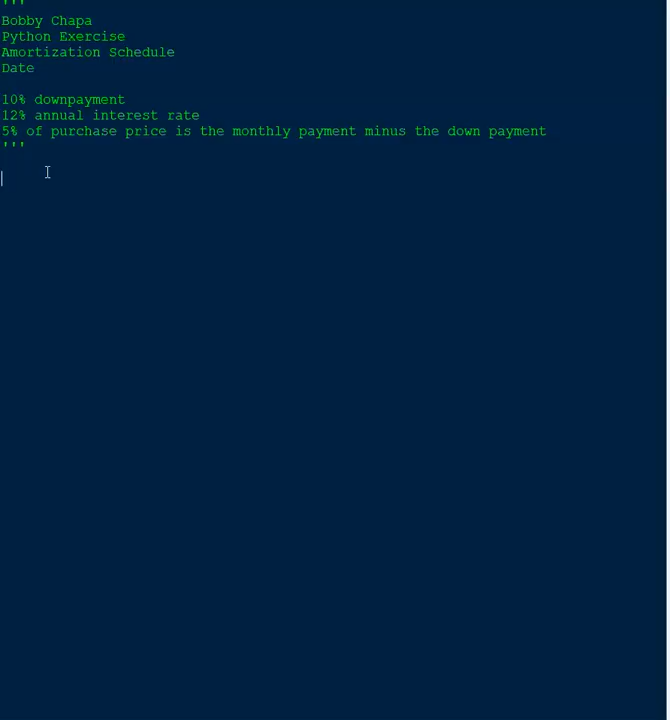 '''
Bobby Chapa
Python Exercise
Amortization Schedule
Date
10% downpayment
12% annual interest rate
5% of purchase price is the monthly payment minus the down payment
'''